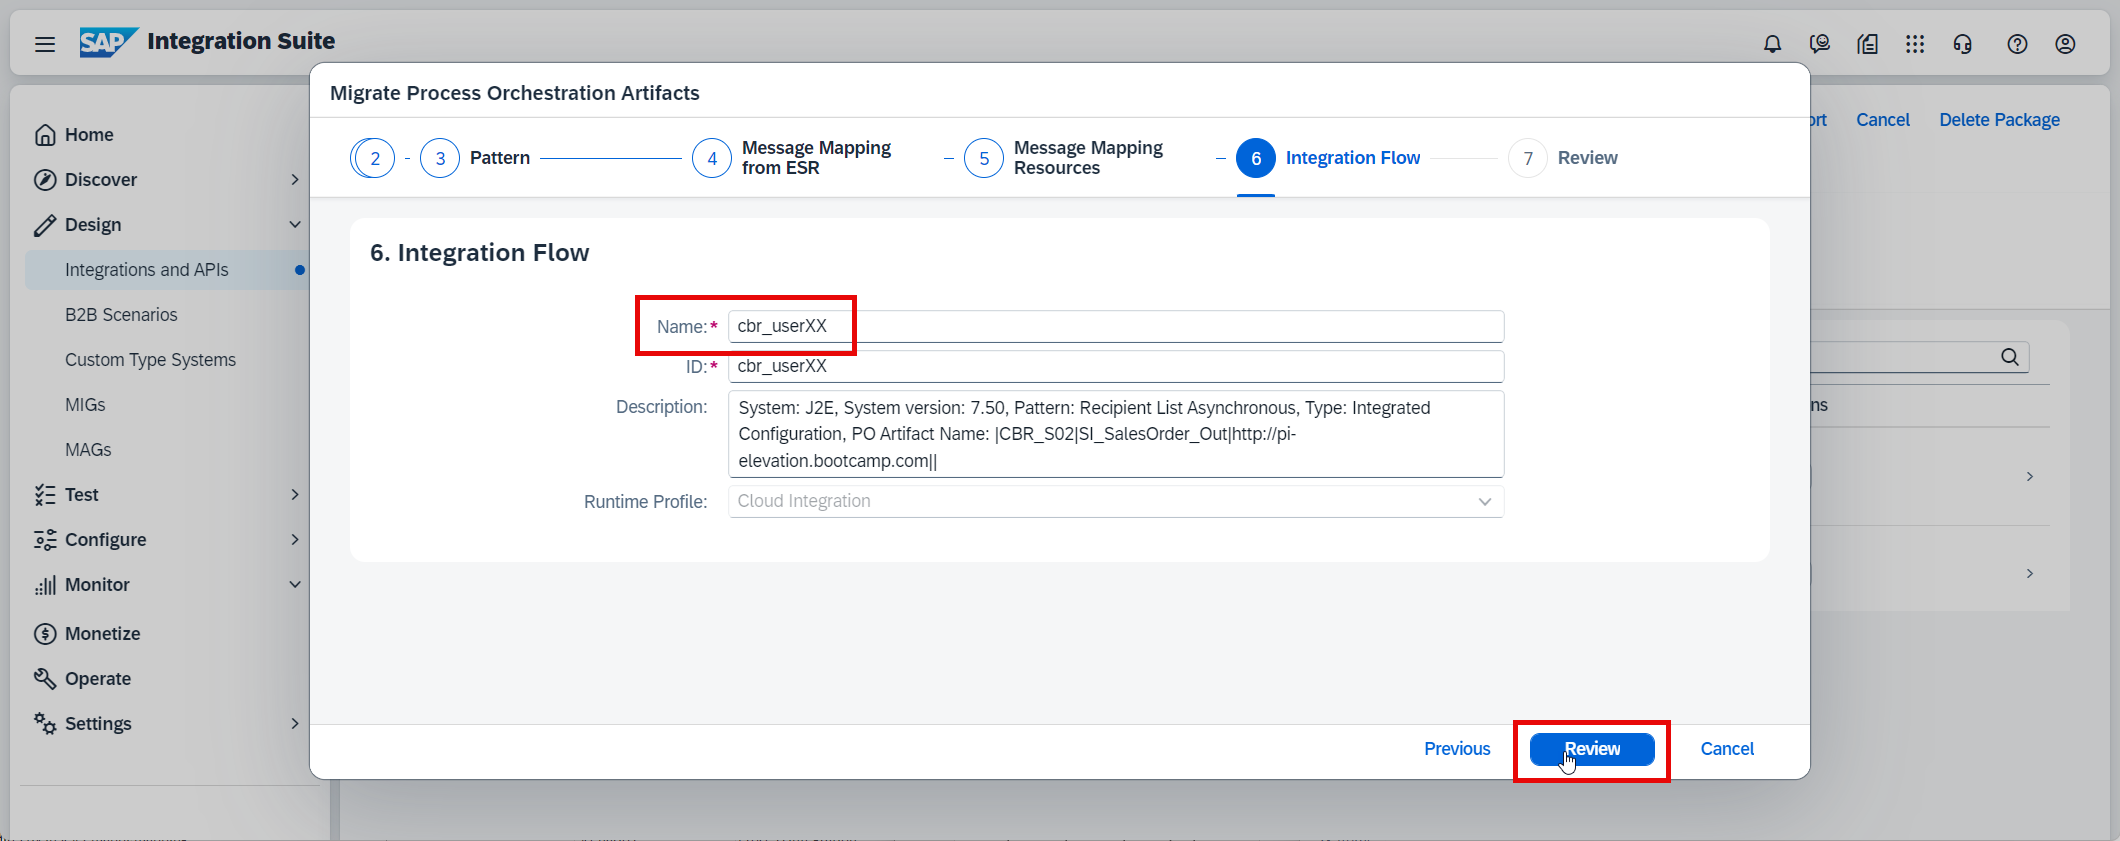 SAP Integration Suite
Migrate Process Orchestration Artifacts
2
3 Pattern
4 Message Mapping
from ESR
5 Message Mapping
Resources
6 Integration Flow
7 Review
Cancel
Delete Package
Home
Discover
Design
Integrations and APIs
B2B Scenarios
Custom Type Systems
MIGs
MAGs
Test
Configure
Monitor
Monetize
Operate
Settings
6. Integration Flow
Name:* cbr_userXX
ID:* cbr_userXX
Description: System: J2E, System version: 7.50, Pattern: Recipient List Asynchronous, Type: Integrated
Configuration, PO Artifact Name: |CBR_S02|SI_SalesOrder_Out|http://pi-
elevation.bootcamp.com||
Runtime Profile: Cloud Integration
Previous
Review
Cancel